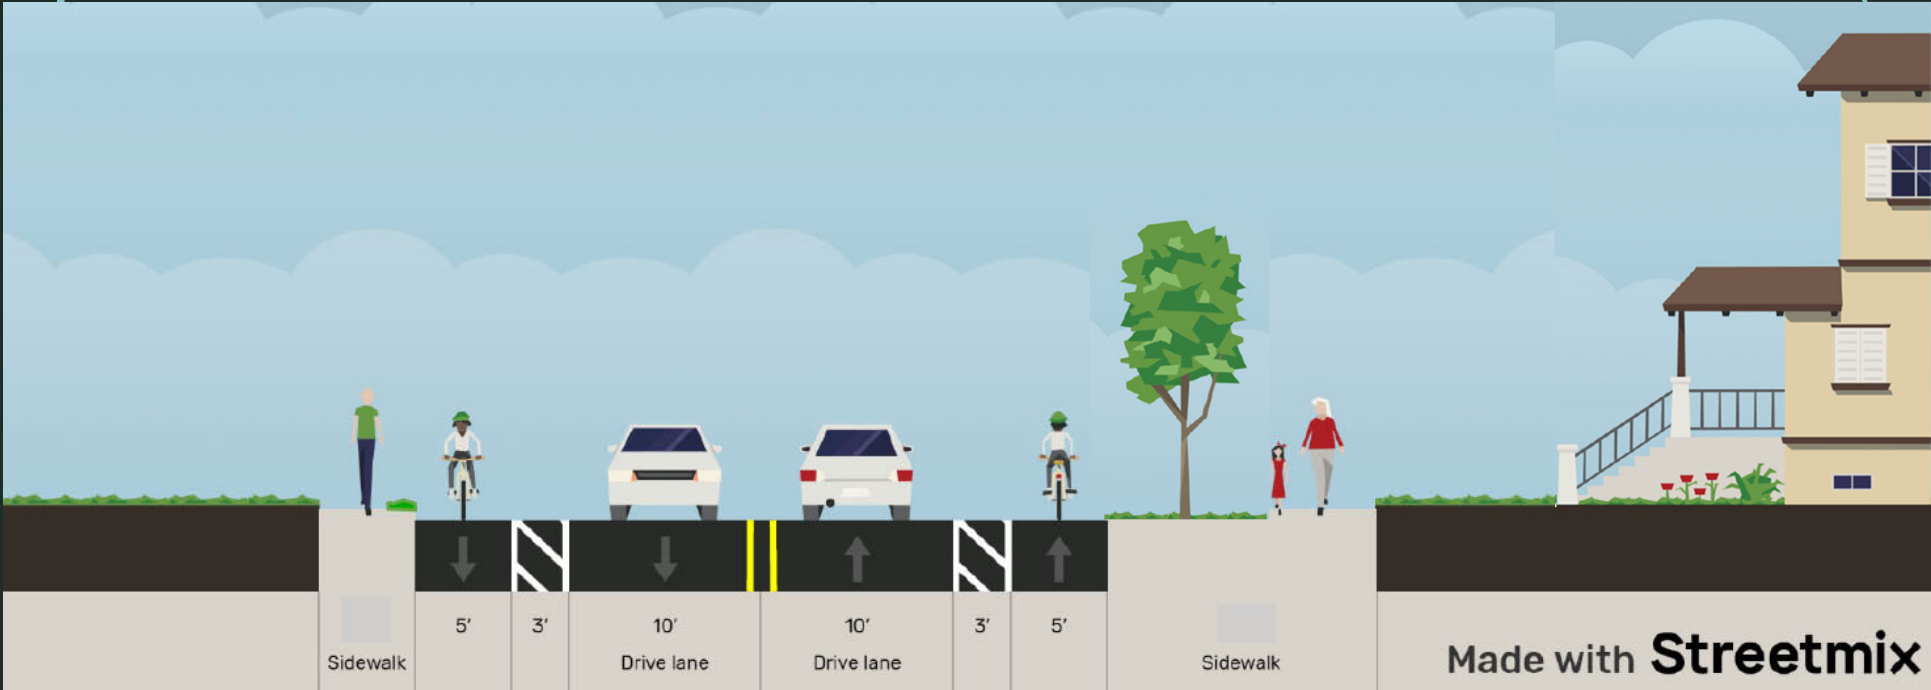 5′
3′
10′
10′
3′
5′
Sidewalk
Drive lane
Drive lane
Sidewalk
Made with Streetmix